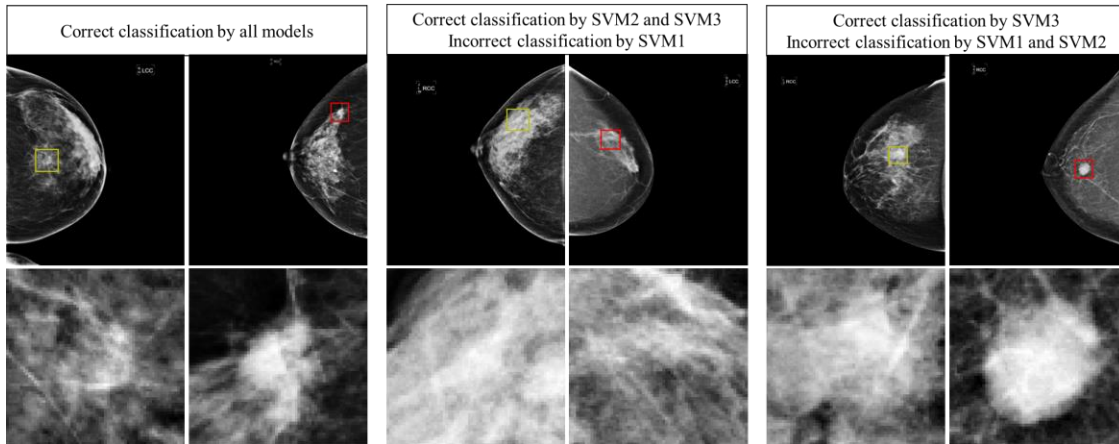 Correct classification by all models
Correct classification by SVM2 and SVM3
Incorrect classification by SVM1
Correct classification by SVM3
Incorrect classification by SVM1 and SVM2
LCC
RCC
LCC
RCC
RCC